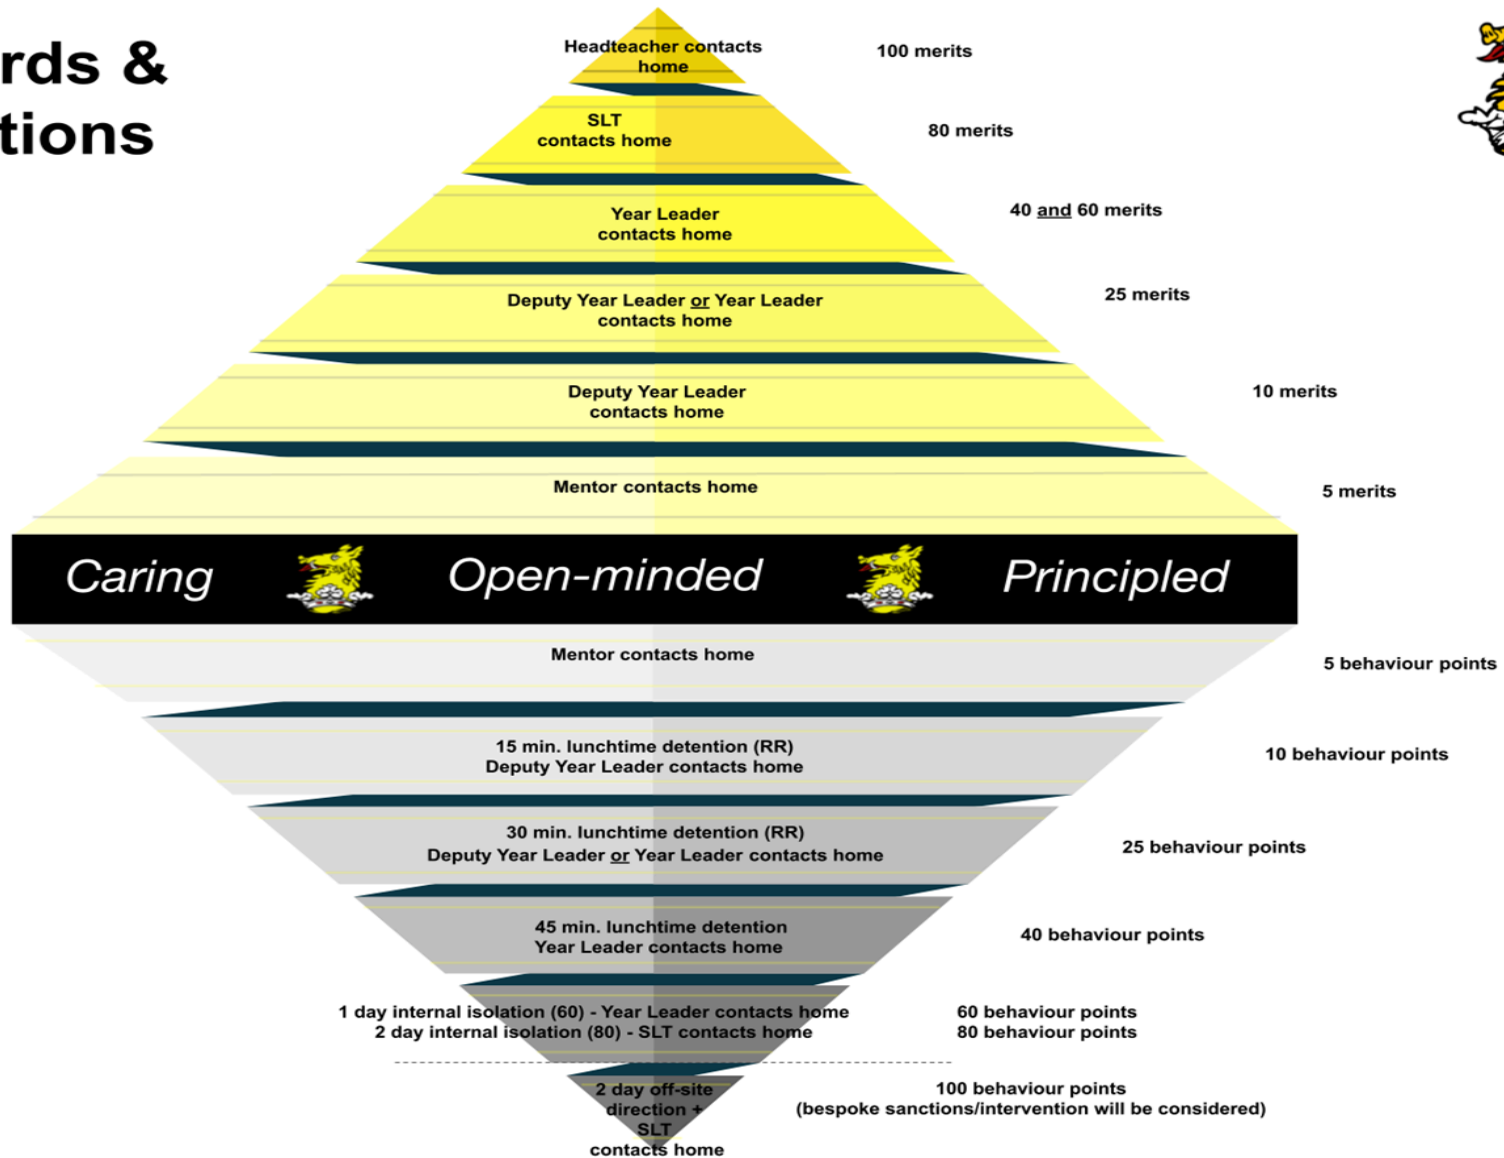 rds &
tions
Headteacher contacts
home
100 merits
SLT
contacts home
80 merits
Year Leader
contacts home
40 and 60 merits
Deputy Year Leader or Year Leader
contacts home
25 merits
Deputy Year Leader
contacts home
10 merits
Mentor contacts home
5 merits
Caring Open-minded Principled
Mentor contacts home
5 behaviour points
15 min. lunchtime detention (RR)
Deputy Year Leader contacts home
10 behaviour points
30 min. lunchtime detention (RR)
Deputy Year Leader or Year Leader contacts home
25 behaviour points
45 min. lunchtime detention
Year Leader contacts home
40 behaviour points
1 day internal isolation (60) - Year Leader contacts home
2 day internal isolation (80) - SLT contacts home
60 behaviour points
80 behaviour points
2 day off-site
direction +
SLT
contacts home
100 behaviour points
(bespoke sanctions/intervention will be considered)